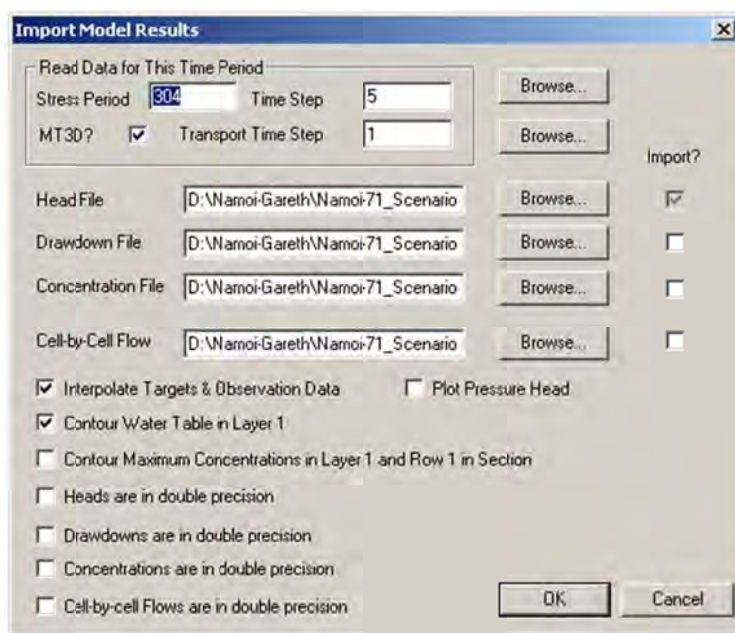 Import Model Results
Read Data for This Time Period
Stress Period 304 Time Step 5 Browse...
MT3D? Transport Time Step 1 Browse...
Import?
Head File D:\Namoi-Gareth\Namoi-71_Scenario Browse...
Drawdown File D:\Namoi-Gareth\Namoi-71_Scenario Browse...
Concentration File D:\Namoi-Gareth\Namoi-71_Scenario Browse...
Cell-by-Cell Flow D:\Namoi-Gareth\Namoi-71_Scenario Browse...
Interpolate Targets & Observation Data Plot Pressure Head
Contour Water Table in Layer 1
Contour Maximum Concentrations in Layer 1 and Row 1 in Section
Heads are in double precision
Drawdowns are in double precision
Concentrations are in double precision
Cell-by-cell Flows are in double precision
OK Cancel